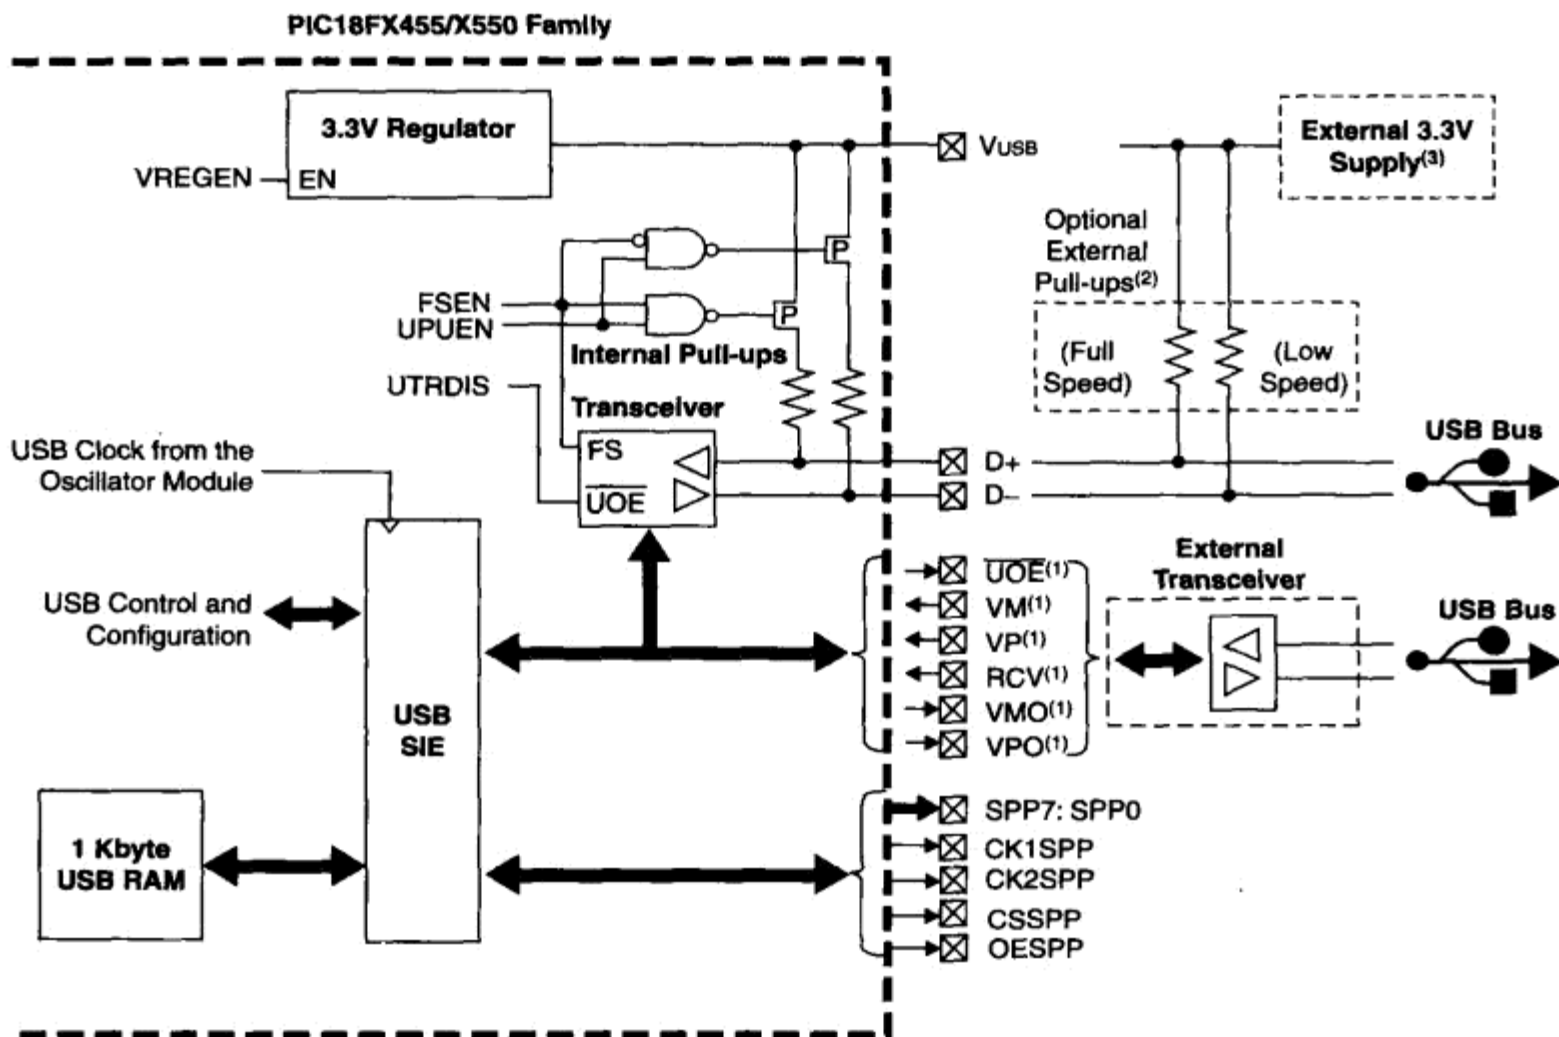 PIC18FX455/X550 Family
3.3V Regulator
VREGEN
EN
VUSB
External 3.3V
Supply(3)
Optional
External
Pull-ups(2)
P
P
FSEN
UPUEN
Internal Pull-ups
(Full
Speed)
(Low
Speed)
UTRDIS
Transceiver
FS
UOE
USB Clock from the
Oscillator Module
D+
D–
USB Bus
USB Control and
Configuration
USB
SIE
UOE(1)
VM(1)
VP(1)
RCV(1)
VMO(1)
VPO(1)
External
Transceiver
USB Bus
1 Kbyte
USB RAM
SPP7: SPP0
CK1SPP
CK2SPP
CSSPP
OESPP